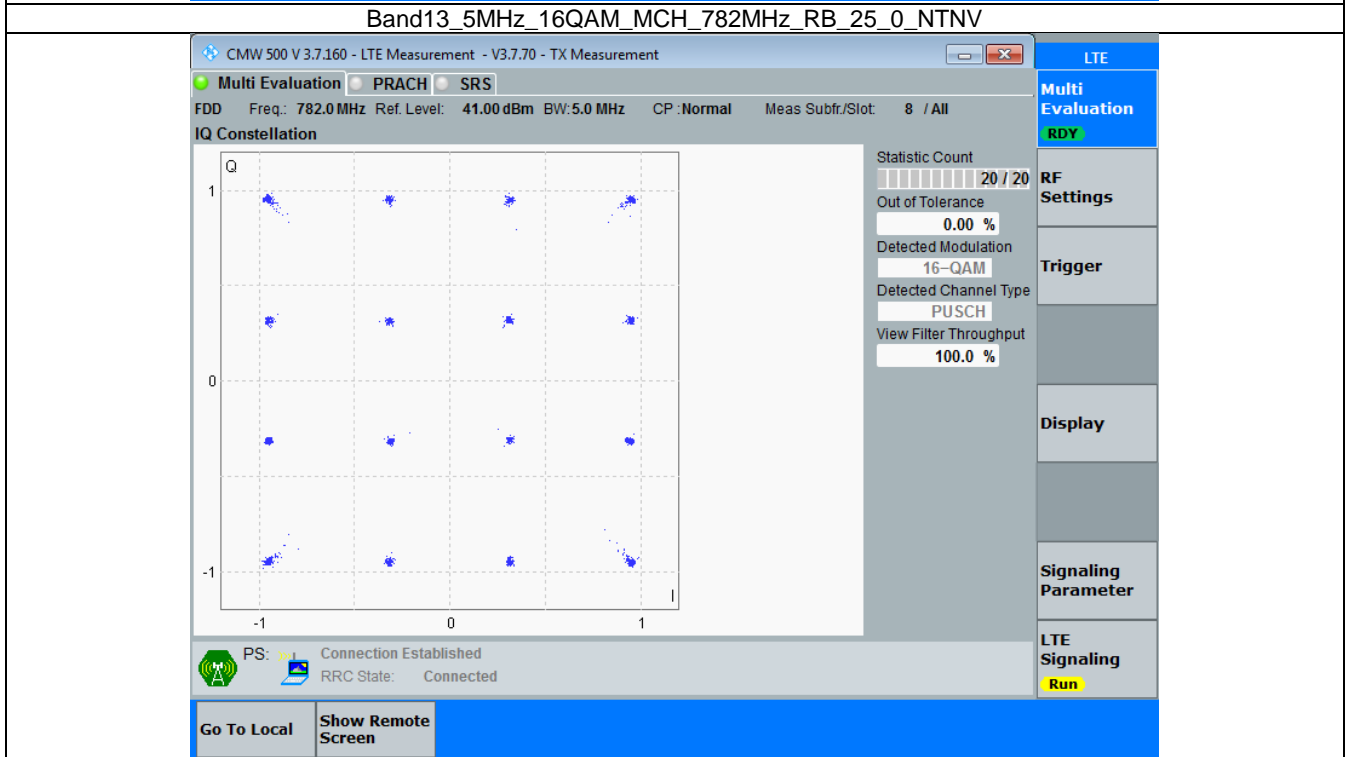 Band13_5MHz_16QAM_MCH_782MHz_RB_25_0_NTNV
CMW 500 V 3.7.160 - LTE Measurement - V3.7.70 - TX Measurement
LTE
Multi Evaluation PRACH SRS
FDD Freq.: 782.0 MHz Ref. Level: 41.00 dBm BW: 5.0 MHz CP : Normal Meas Subfr./Slot: 8 / All
IQ Constellation
Q
1
0
-1
-1 0 1
I
Statistic Count
20 / 20
Out of Tolerance
0.00 %
Detected Modulation
16-QAM
Detected Channel Type
PUSCH
View Filter Throughput
100.0 %
Multi
Evaluation
RDY
RF
Settings
Trigger
Display
Signaling
Parameter
LTE
Signaling
Run
PS: Connection Established
RRC State: Connected
Go To Local
Show Remote
Screen